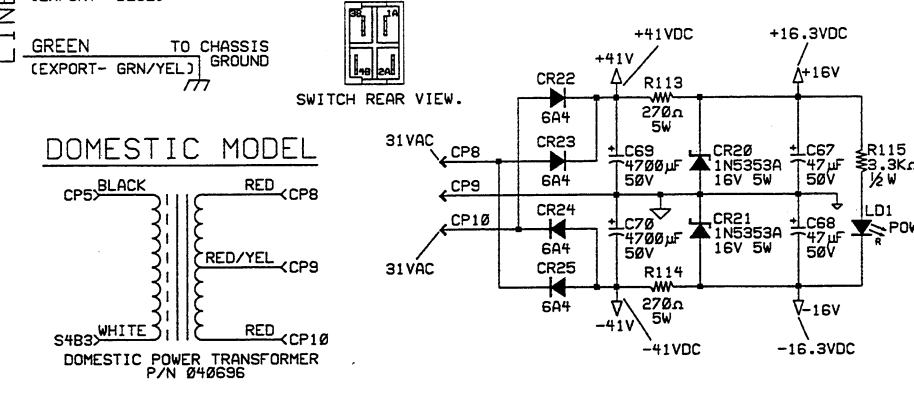 LINE
GREEN TO CHASSIS
(EXPORT- GRN/YEL) GROUND
3B 1A
4B 2A
SWITCH REAR VIEW.
DOMESTIC MODEL
CP5 BLACK RED CP8
RED/YEL CP9
S4B3 WHITE RED CP10
DOMESTIC POWER TRANSFORMER
P/N 040696
+41VDC
+41V
+16.3VDC
+16V
CR22
6A4
R113
270Ω
5W
31VAC
CP8
CR23
6A4
C69
4700µF
50V
CR20
1N5353A
16V 5W
C67
47µF
50V
R115
3.3KΩ
½ W
CP9
CP10
31VAC
CR24
6A4
C70
4700µF
50V
CR21
1N5353A
16V 5W
C68
47µF
50V
LD1
R
CR25
6A4
R114
270Ω
5W
-41V
-41VDC
-16V
-16.3VDC